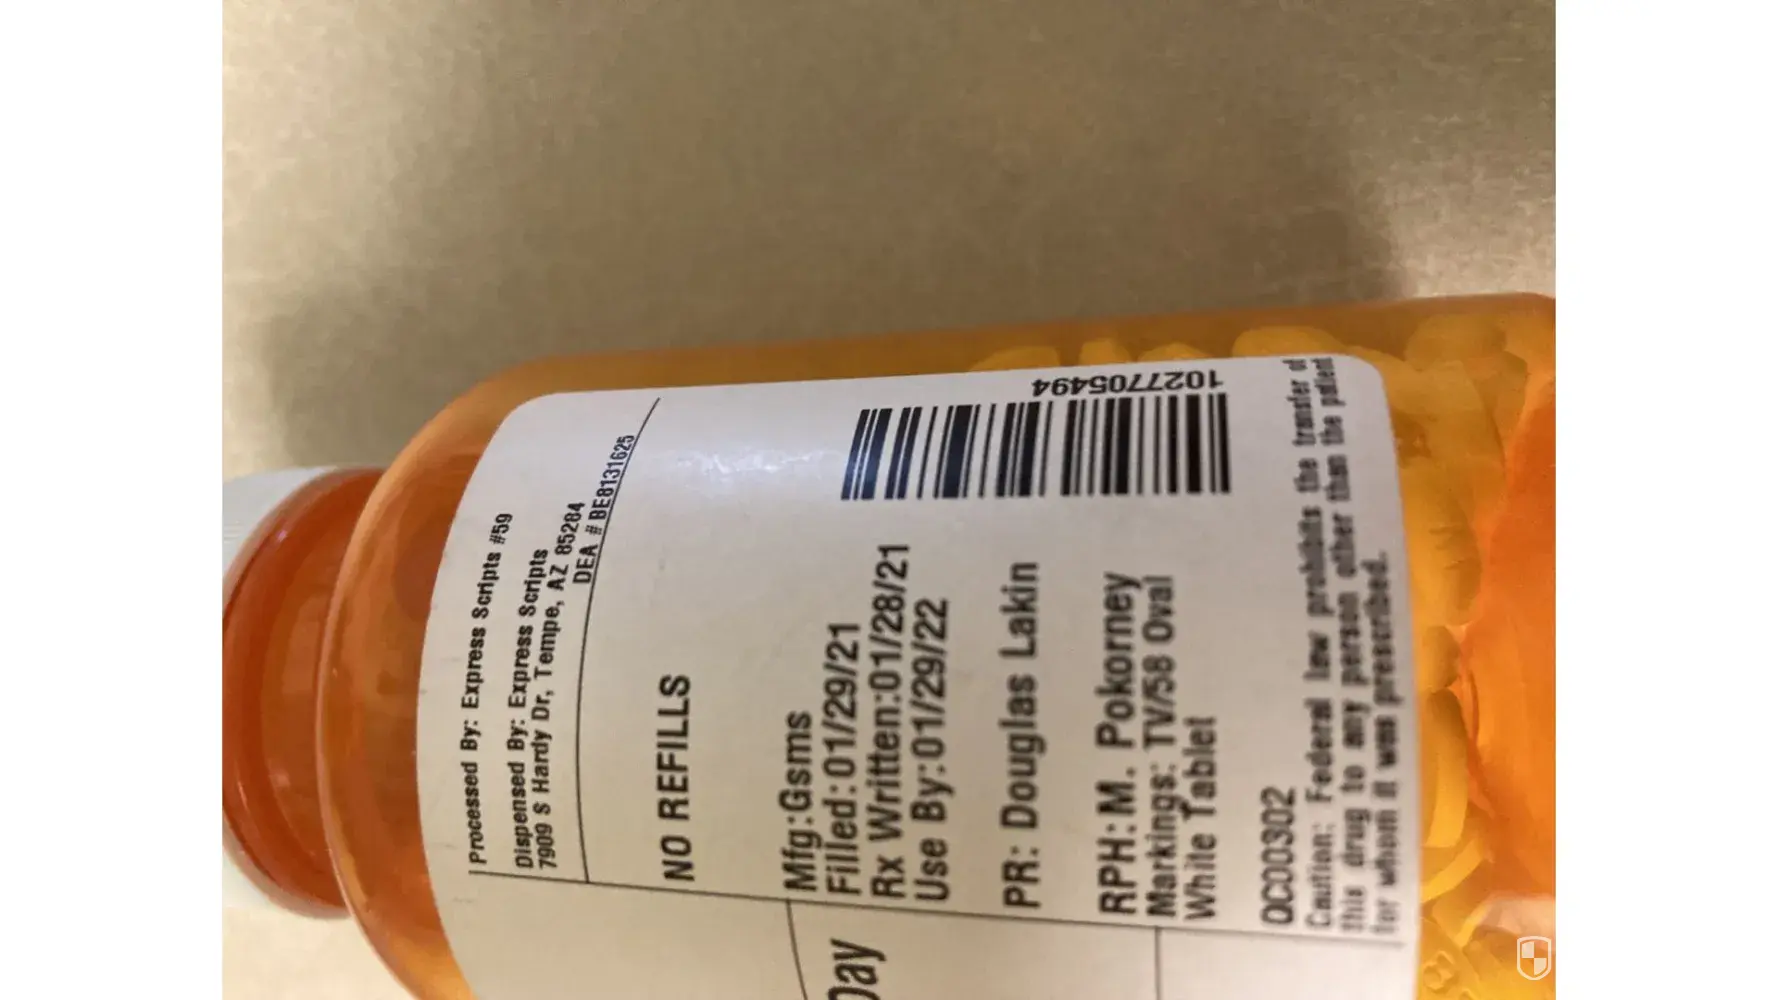 Processed By: Express Scripts #59
Dispensed By: Express Scripts
7909 S Hardy Dr, Tempe, AZ 85284
DEA # BE8131625
NO REFILLS
Mfg:Gsms
Filled:01/29/21
Rx Written:01/28/21
Use By:01/29/22
PR: Douglas Lakin
RPH: M. Pokorney
Markings: TV/58 Oval
White Tablet
1027705494
QC00302
Caution: Federal law prohibits the transfer of
this drug to any person other than the patient
for whom it was prescribed.
Day